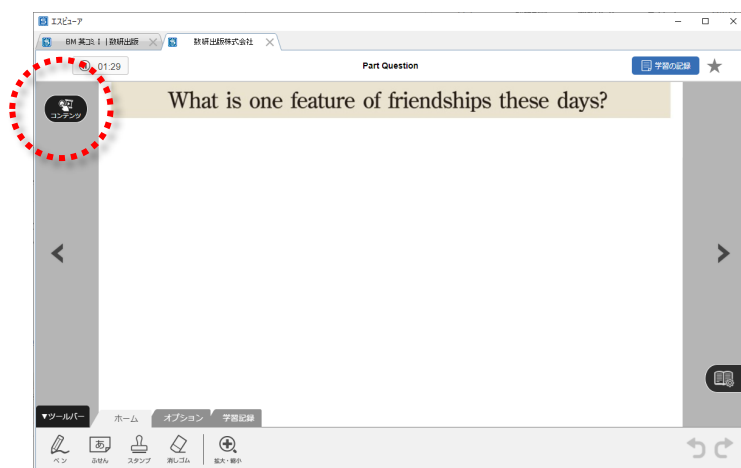 エスビューア
BM 英コミ I | 数研出版
数研出版株式会社
01:29
Part Question
学習の記録
コンテンツ
What is one feature of friendships these days?
▼ツールバー
ホーム
オプション
学習記録
あ
ペン
ふせん
スタンプ
消しゴム
拡大・縮小